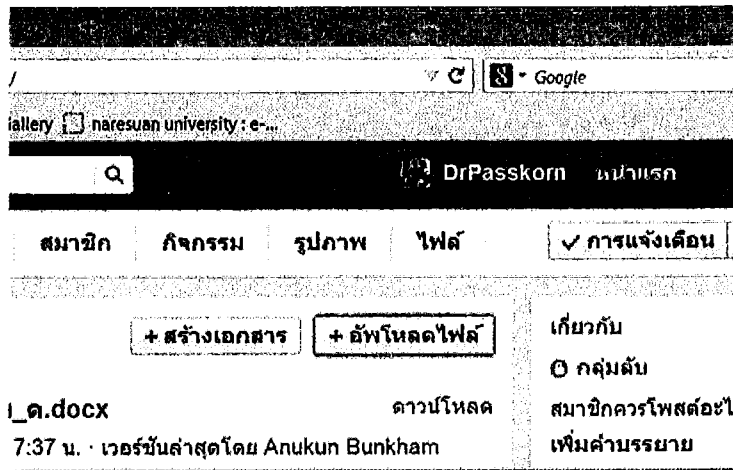 / Google
iallery naresuan university : e-...
DrPasskorn หน้าแรก
สมาชิก กิจกรรม รูปภาพ ไฟล์ การแจ้งเตือน
+ สร้างเอกสาร + อัพโหลดไฟล์
เกี่ยวกับ
กลุ่มลับ
_ด.docx ดาวน์โหลด
สมาชิกควรโพสต์อะไ
7:37 น. · เวอร์ชันล่าสุดโดย Anukun Bunkham
เพิ่มคำบรรยาย